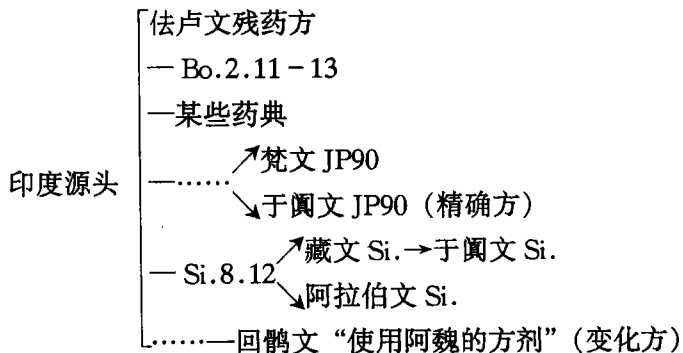 佉卢文残药方
— Bo.2.11-13
—某些药典
梵文 JP90
印度源头 —······
于阗文 JP90（精确方）
藏文 Si.→于阗文 Si.
— Si.8.12
阿拉伯文 Si.
······—回鹘文“使用阿魏的方剂”（变化方）